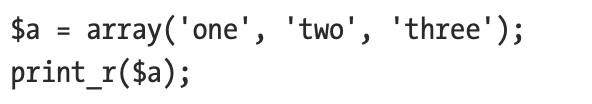 $a = array('one', 'two', 'three');
print_r($a);